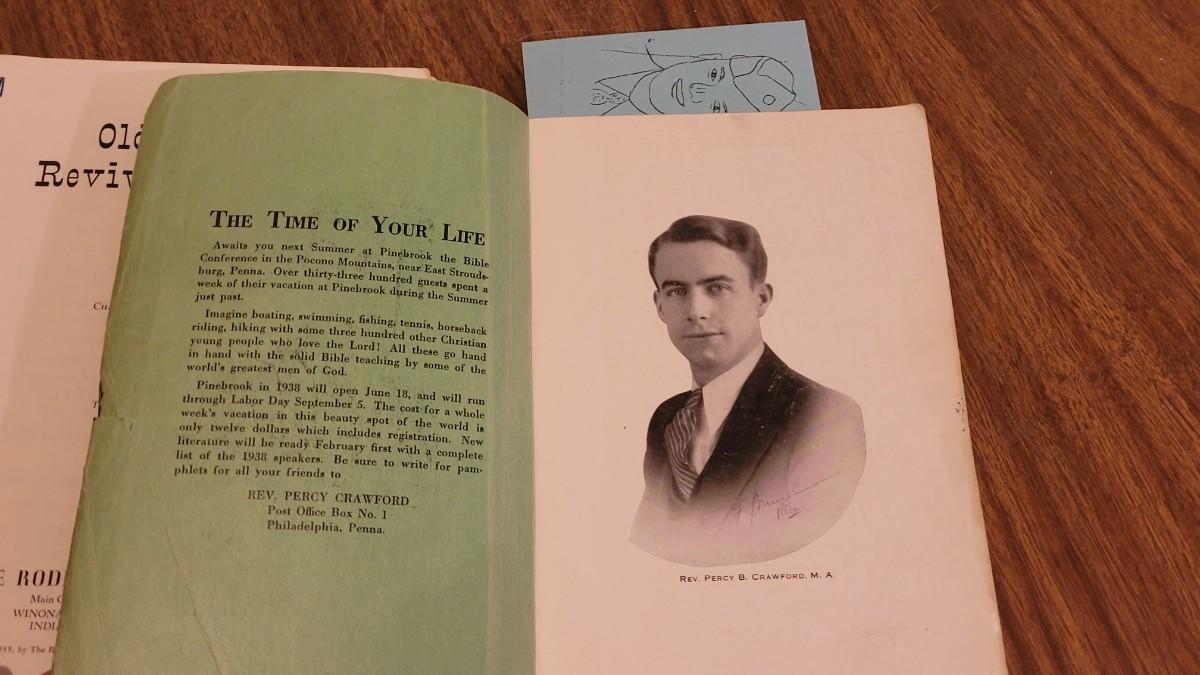 Old
Reviv
RODE
Main
WINONA
INDI
55, by The R
THE TIME OF YOUR LIFE
Awaits you next Summer at Pinebrook the Bible
Conference in the Pocono Mountains, near East Strouds-
burg, Penna. Over thirty-three hundred guests spent a
week of their vacation at Pinebrook during the Summer
just past.
Imagine boating, swimming, fishing, tennis, horseback
riding, hiking with some three hundred other Christian
young people who love the Lord! All these go hand
in hand with the solid Bible teaching by some of the
world's greatest men of God.
Pinebrook in 1938 will open June 18, and will run
through Labor Day September 5. The cost for a whole
week's vacation in this beauty spot of the world is
only twelve dollars which includes registration. New
literature will be ready February first with a complete
list of the 1938 speakers. Be sure to write for pam-
phlets for all your friends to
REV. PERCY CRAWFORD
Post Office Box No. 1
Philadelphia, Penna.
REV. PERCY B. CRAWFORD, M. A.